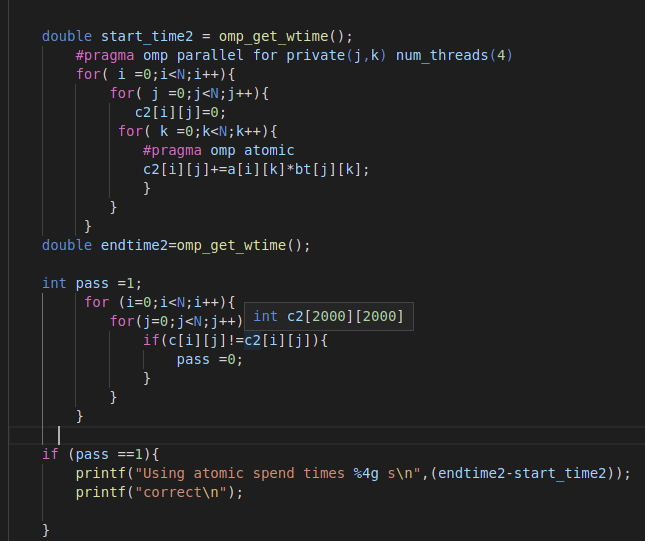 double start_time2 = omp_get_wtime();
#pragma omp parallel for private(j,k) num_threads(4)
for( i =0;i<N;i++){
for( j =0;j<N;j++){
c2[i][j]=0;
for( k =0;k<N;k++){
#pragma omp atomic
c2[i][j]+=a[i][k]*bt[j][k];
}
}
}
double endtime2=omp_get_wtime();
int pass =1;
for (i=0;i<N;i++){
for(j=0;j<N;j++) int c2[2000][2000]
if(c[i][j]!=c2[i][j]){
pass =0;
}
}
}
if (pass ==1){
printf("Using atomic spend times %4g s\n",(endtime2-start_time2));
printf("correct\n");
}